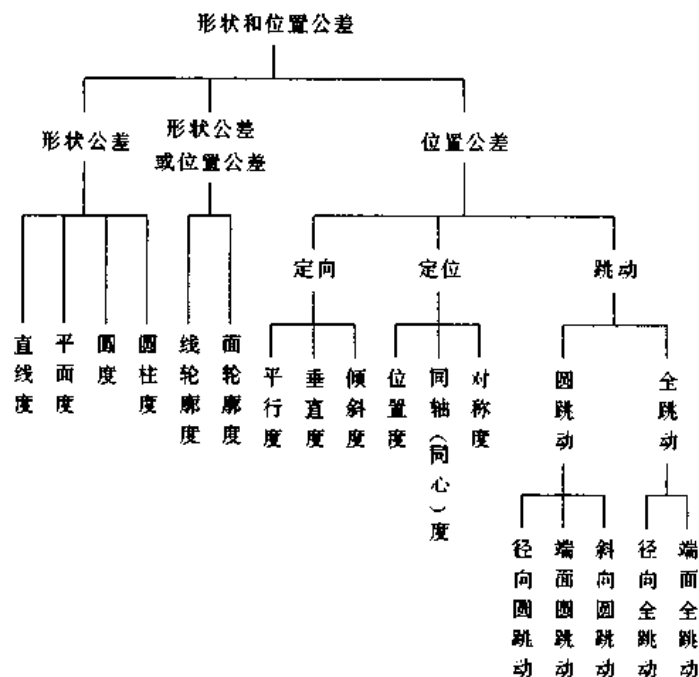 形状和位置公差
形状公差
形状公差
或位置公差
位置公差
定向
定位
跳动
直线度
平面度
圆度
圆柱度
线轮廓度
面轮廓度
平行度
垂直度
倾斜度
位置度
同轴(同心)度
对称度
圆跳动
全跳动
径向圆跳动
端面圆跳动
斜向圆跳动
径向全跳动
端面全跳动